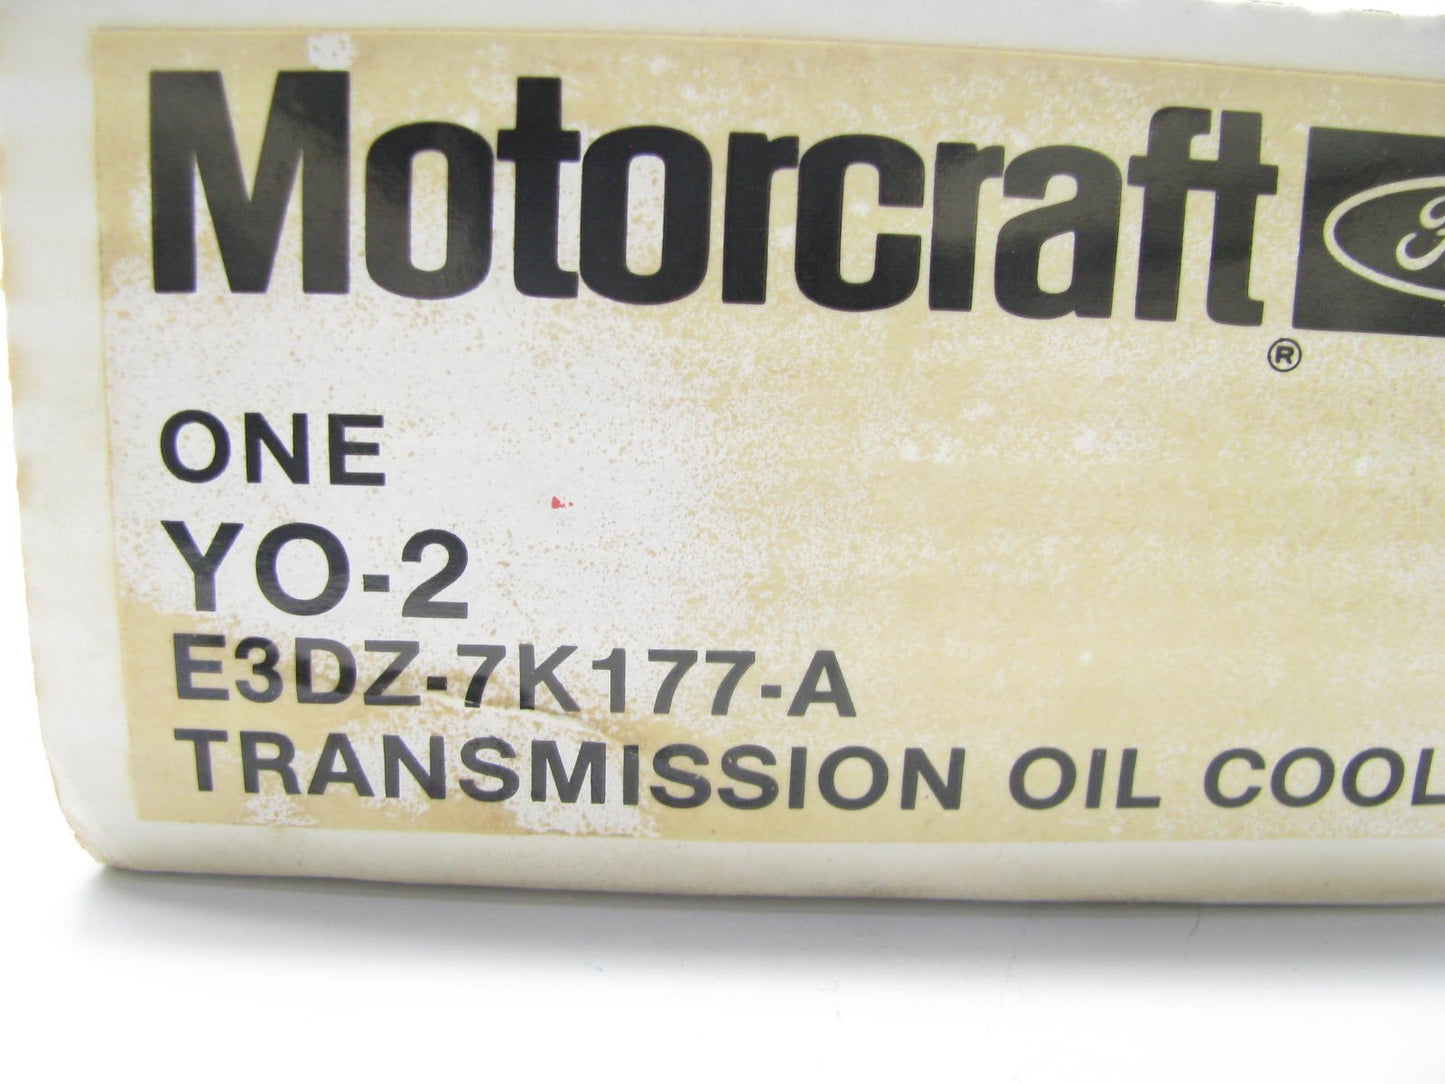 Motorcraft®
ONE
YO-2
E3DZ-7K177-A
TRANSMISSION OIL COOL